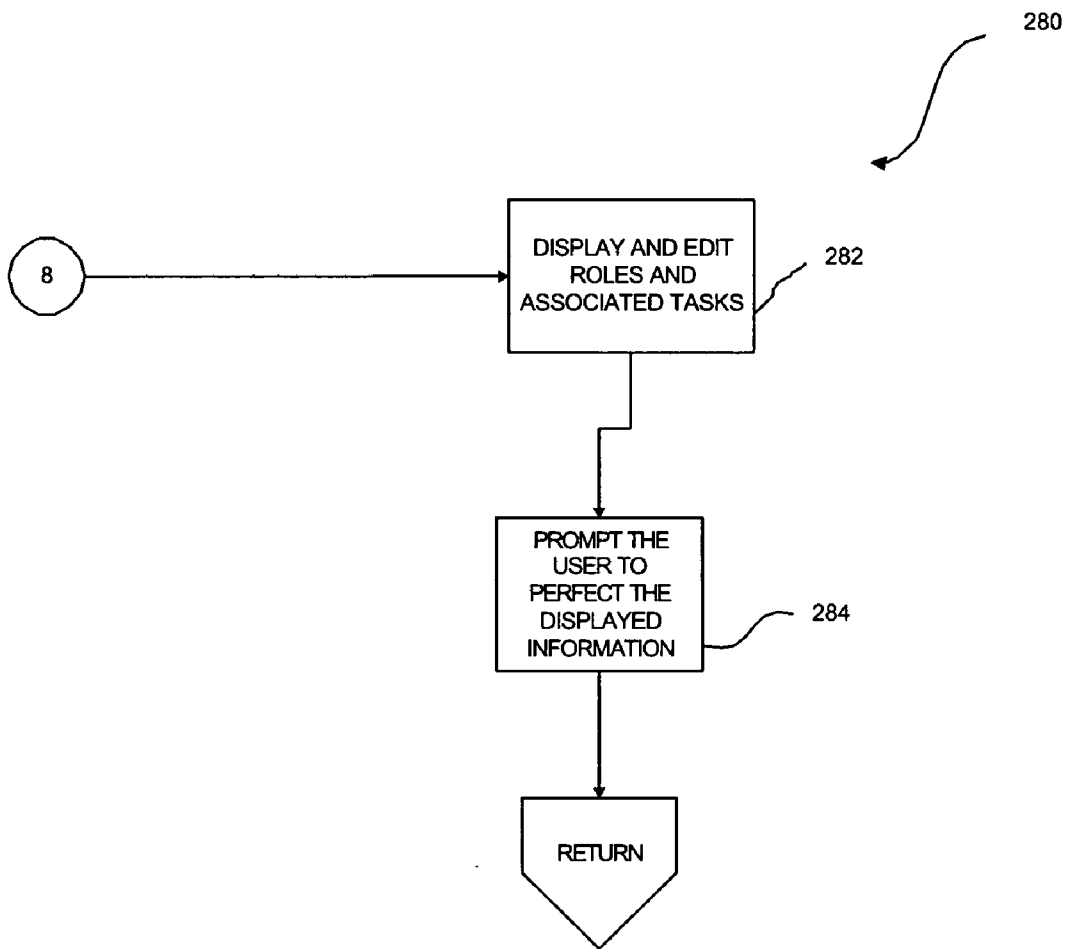 280
DISPLAY AND EDIT
ROLES AND
ASSOCIATED TASKS
282
8
PROMPT THE
USER TO
PERFECT THE
DISPLAYED
INFORMATION
284
RETURN